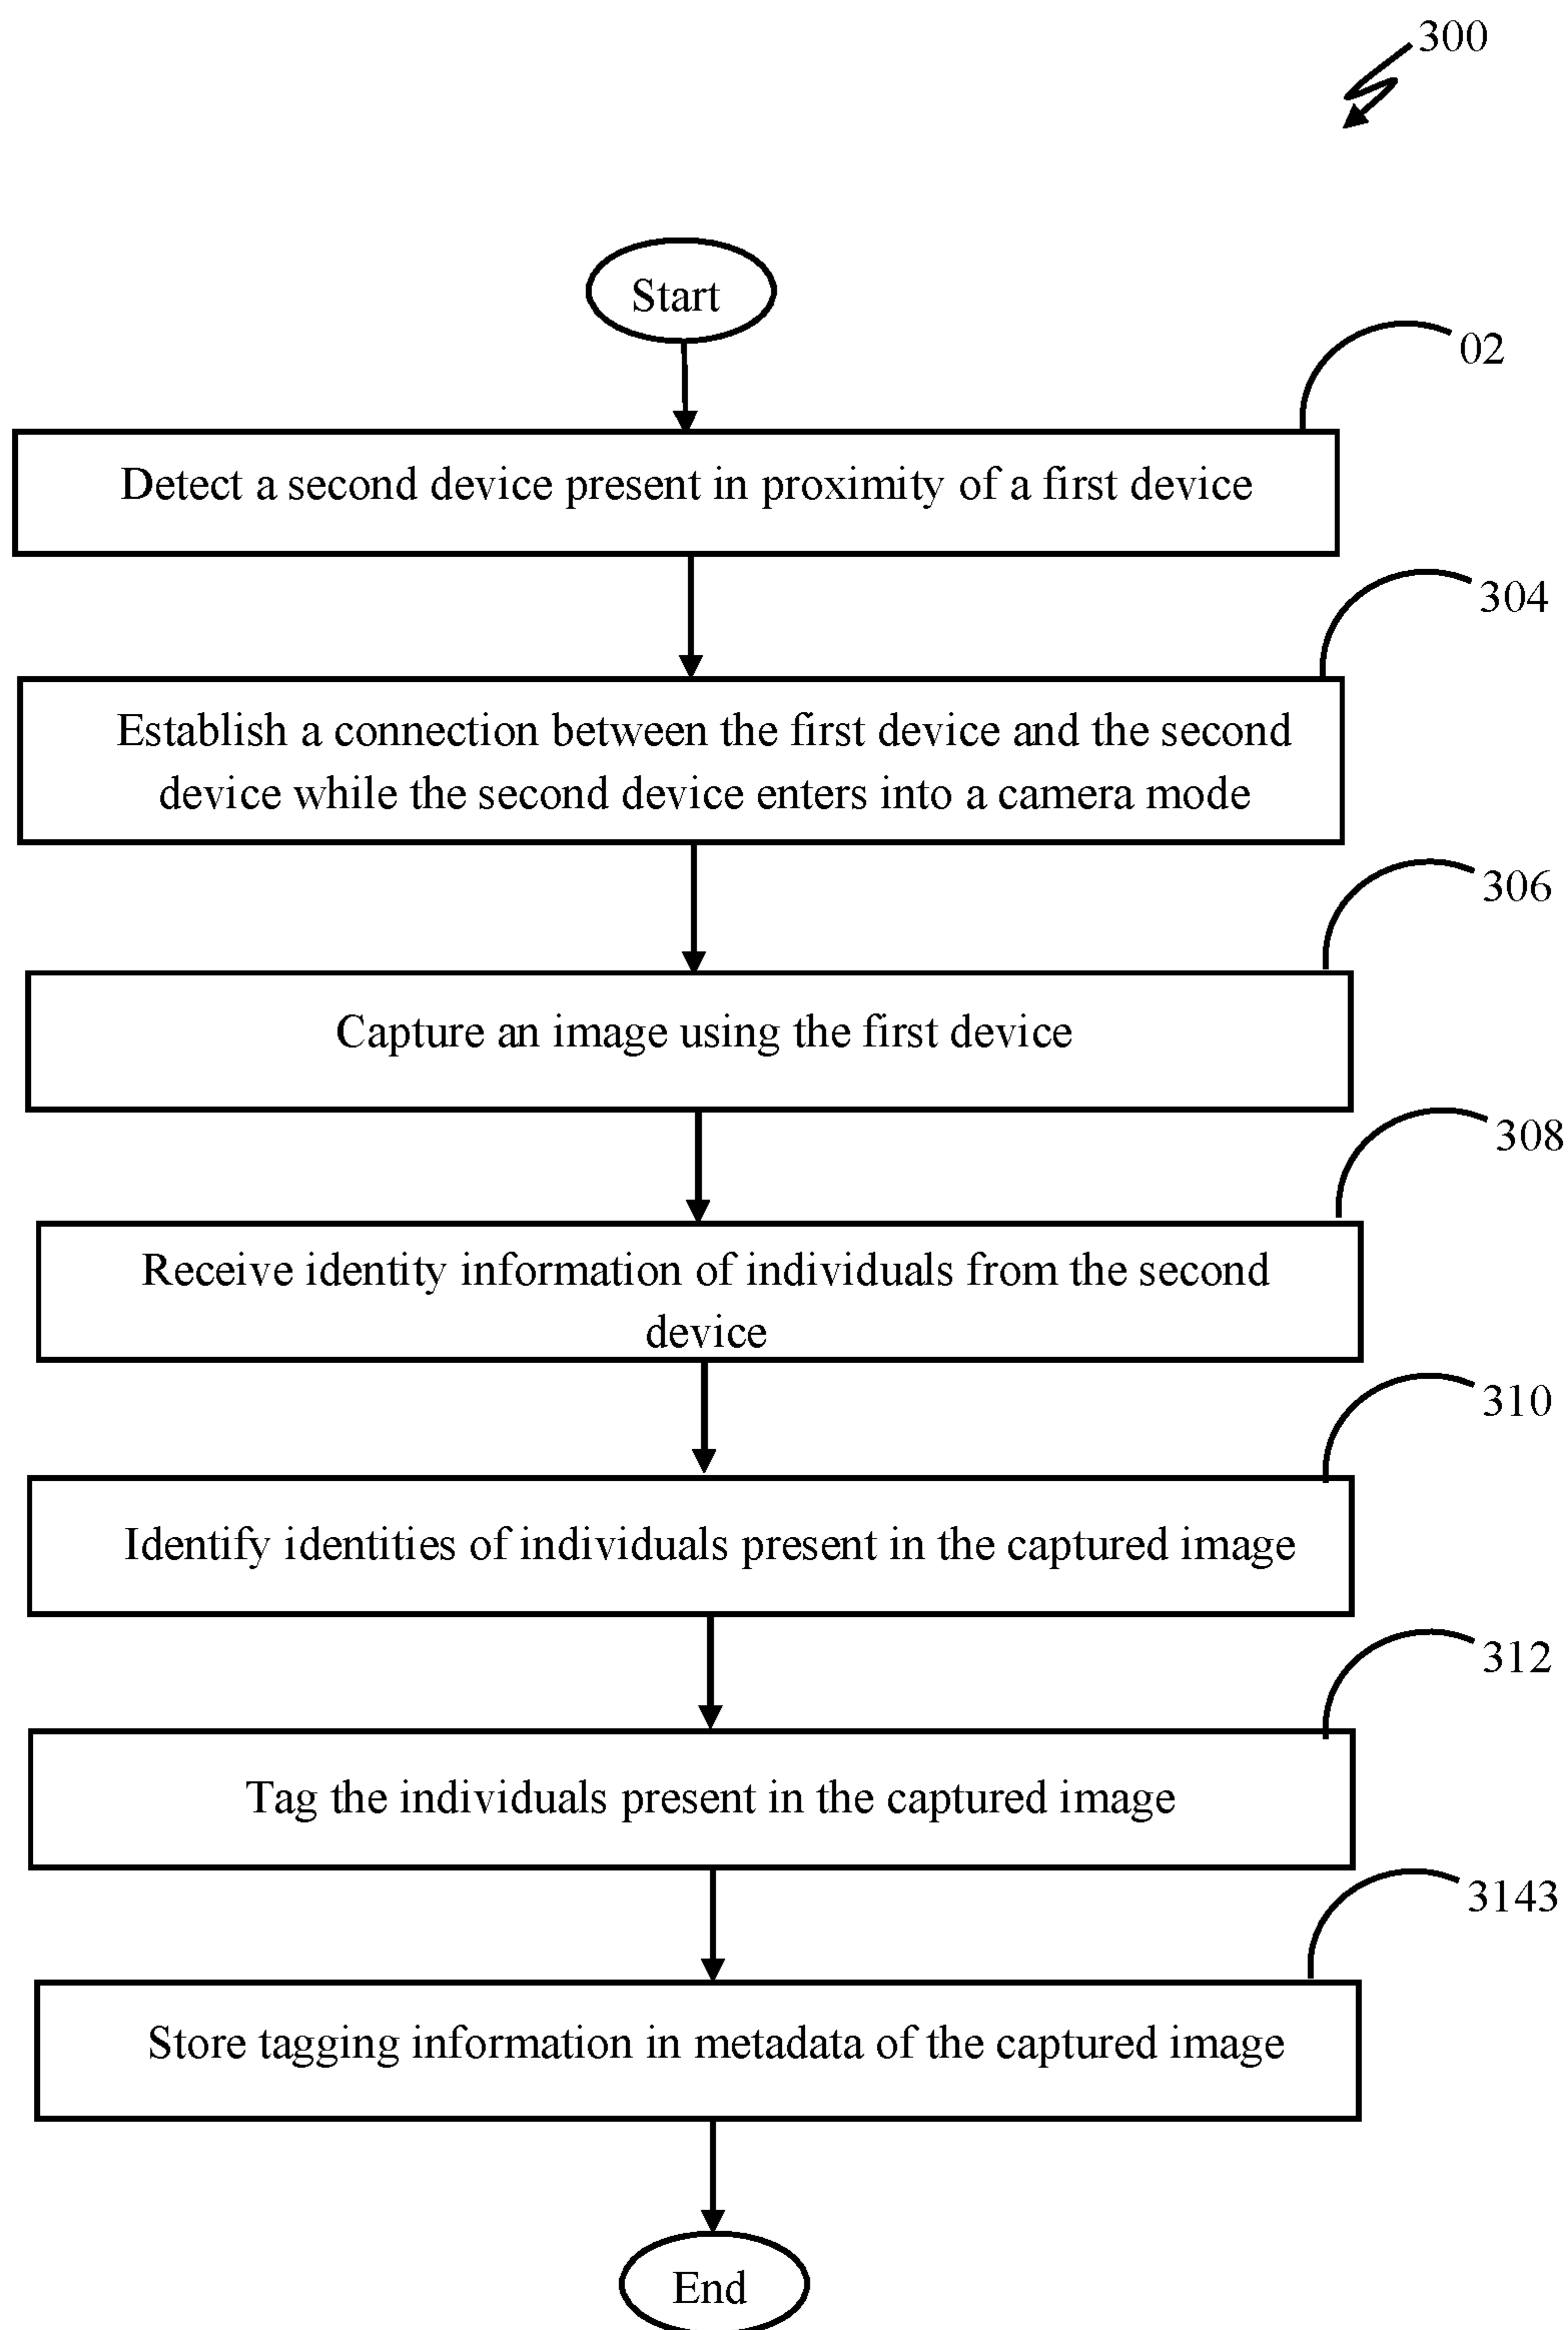 300
Start
02
Detect a second device present in proximity of a first device
304
Establish a connection between the first device and the second
device while the second device enters into a camera mode
306
Capture an image using the first device
308
Receive identity information of individuals from the second
device
310
Identify identities of individuals present in the captured image
312
Tag the individuals present in the captured image
3143
Store tagging information in metadata of the captured image
End